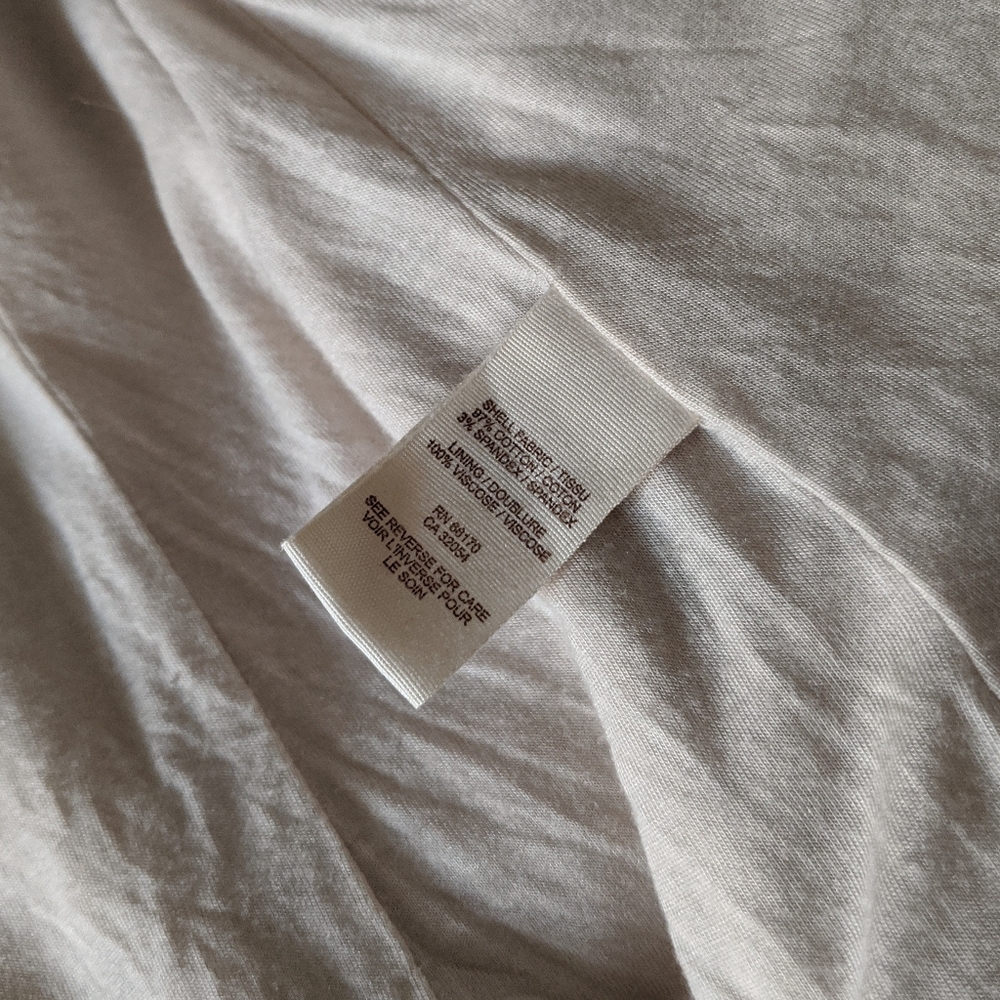 SHELL FABRIC / TISSU
97% COTTON / COTON
3% SPANDEX / SPANDEX
LINING / DOUBLURE
100% VISCOSE / VISCOSE
RN 66170
CA 32054
SEE REVERSE FOR CARE
VOIR L'INVERSE POUR
LE SOIN